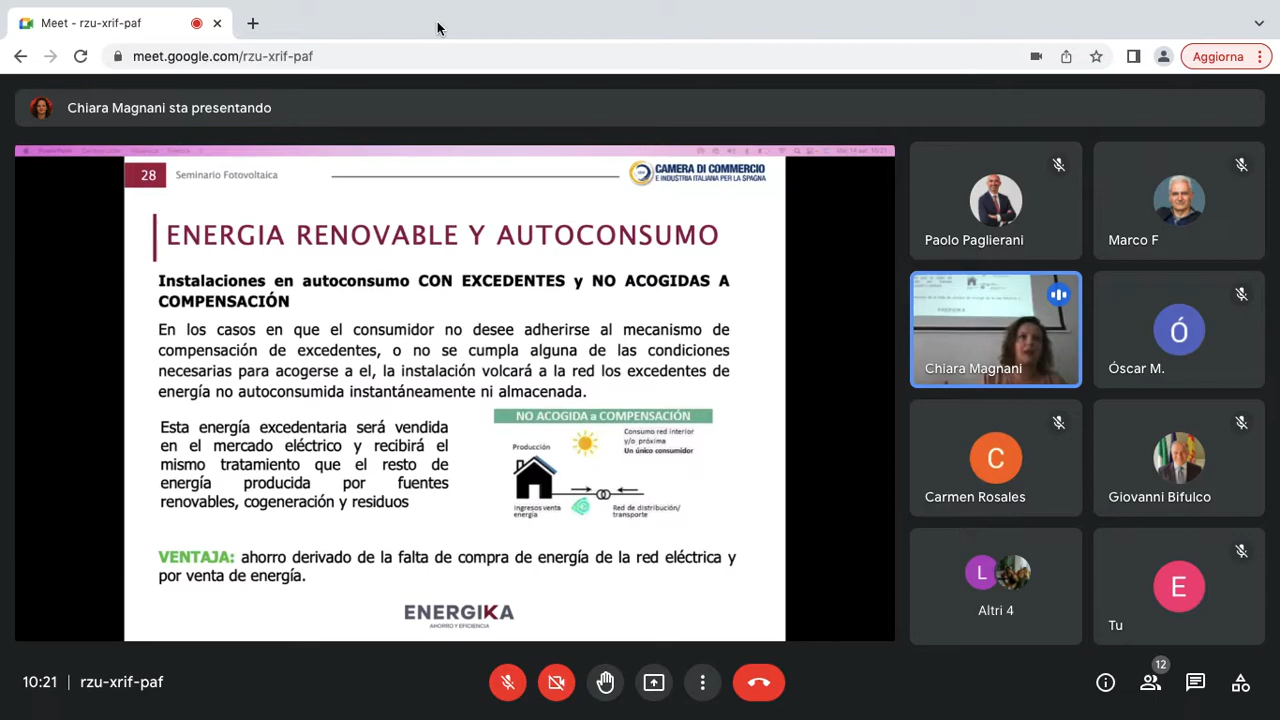 Meet - rzu-xrif-paf
meet.google.com/rzu-xrif-paf
Aggiorna
Chiara Magnani sta presentando
28
Seminario Fotovoltaica
CAMERA DI COMMERCIO
E INDUSTRIA ITALIANA PER LA SPAGNA
ENERGIA RENOVABLE Y AUTOCONSUMO
Instalaciones en autoconsumo CON EXCEDENTES y NO ACOGIDAS A
COMPENSACIÓN
En los casos en que el consumidor no desee adherirse al mecanismo de
compensación de excedentes, o no se cumpla alguna de las condiciones
necesarias para acogerse a el, la instalación volcará a la red los excedentes de
energía no autoconsumida instantáneamente ni almacenada.
Esta energía excedentaria será vendida
en el mercado eléctrico y recibirá el
mismo tratamiento que el resto de
energía producida por fuentes
renovables, cogeneración y residuos
NO ACOGIDA a COMPENSACIÓN
Producción
Consumo red interior
y/o próxima
Un único consumidor
Ingresos venta
energía
Red de distribución/
transporte
VENTAJA: ahorro derivado de la falta de compra de energía de la red eléctrica y
por venta de energía.
ENERGIKA
AHORRO Y EFICIENCIA
Paolo Paglierani
Marco F
Chiara Magnani
Ó
Óscar M.
C
Carmen Rosales
Giovanni Bifulco
L
Altri 4
E
Tu
10:21 | rzu-xrif-paf
12